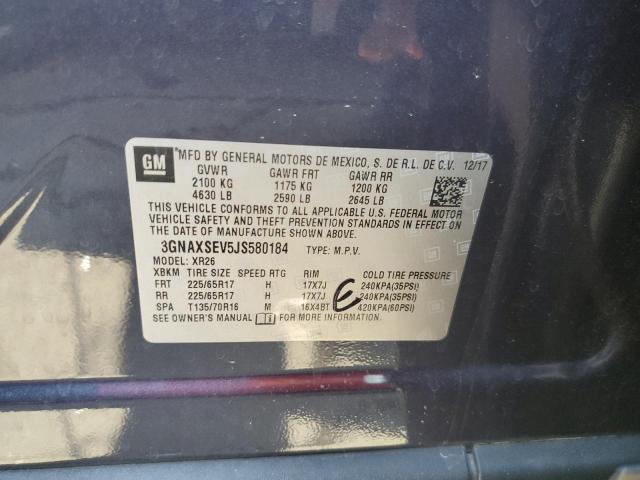 GM *MFD BY GENERAL MOTORS DE MEXICO, S. DE R.L. DE C.V. 12/17
GVWR GAWR FRT GAWR RR
2100 KG 1175 KG 1200 KG
4630 LB 2590 LB 2645 LB
THIS VEHICLE CONFORMS TO ALL APPLICABLE U.S. FEDERAL MOTOR
VEHICLE SAFETY AND THEFT PREVENTION STANDARDS IN EFFECT ON
THE DATE OF MANUFACTURE SHOWN ABOVE.*
3GNAXSEV5JS580184 TYPE: M.P.V.
MODEL: XR26
XBKM TIRE SIZE SPEED RTG RIM COLD TIRE PRESSURE
FRT 225/65R17 H 17X7J 240KPA(35PSI)
RR 225/65R17 H 17X7J 240KPA(35PSI)
SPA T135/70R16 M 16X4BT 420KPA(60PSI)
SEE OWNER'S MANUAL FOR MORE INFORMATION.